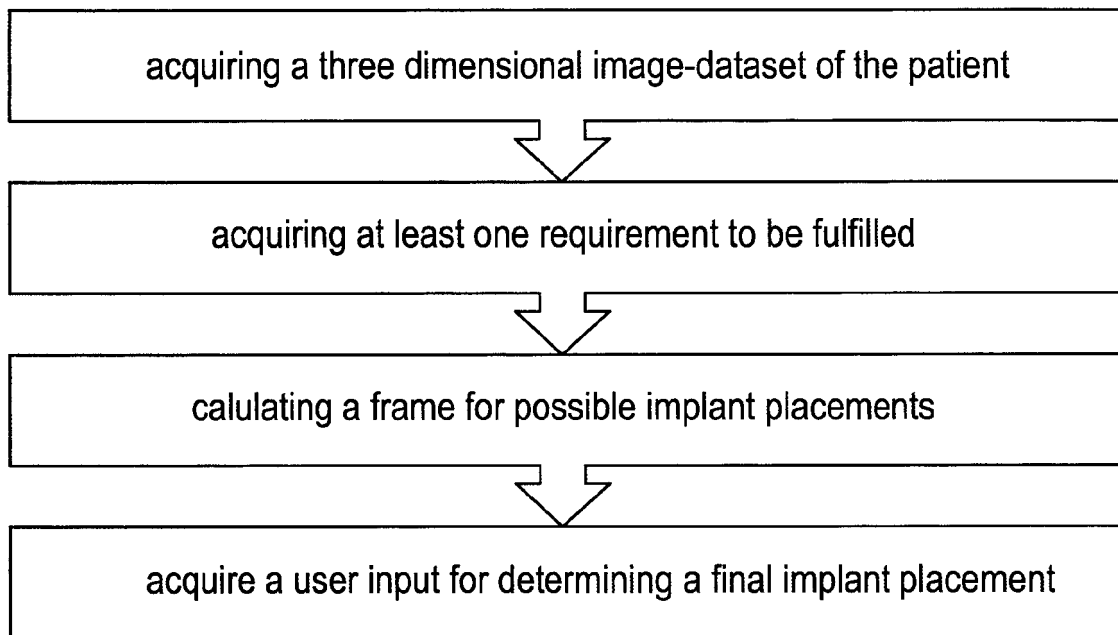 acquiring a three dimensional image-dataset of the patient
acquiring at least one requirement to be fulfilled
calulating a frame for possible implant placements
acquire a user input for determining a final implant placement